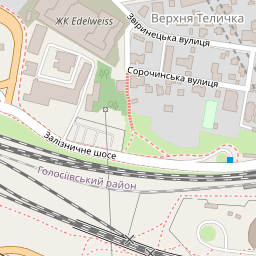 Верхня Теличка
ЖК Edelweiss
Звіринецька вулиця
Сорочинська вулиця
Залізничне шосе
Голосіївський район